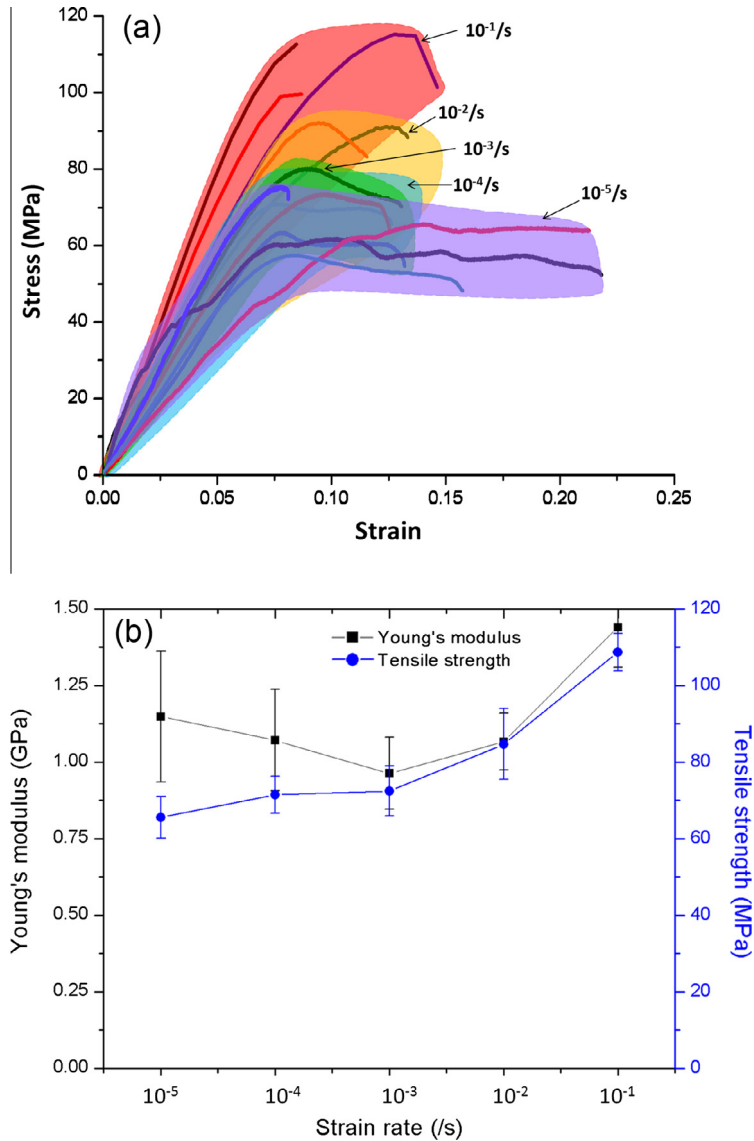 (a)
120
100
80
60
40
20
0
Stress (MPa)
10⁻¹/s
10⁻²/s
10⁻³/s
10⁻⁴/s
10⁻⁵/s
0.00 0.05 0.10 0.15 0.20 0.25
Strain
(b)
Young's modulus
Tensile strength
1.50
1.25
1.00
0.75
0.50
0.25
0.00
Young's modulus (GPa)
120
100
80
60
40
20
0
Tensile strength (MPa)
10⁻⁵ 10⁻⁴ 10⁻³ 10⁻² 10⁻¹
Strain rate (/s)